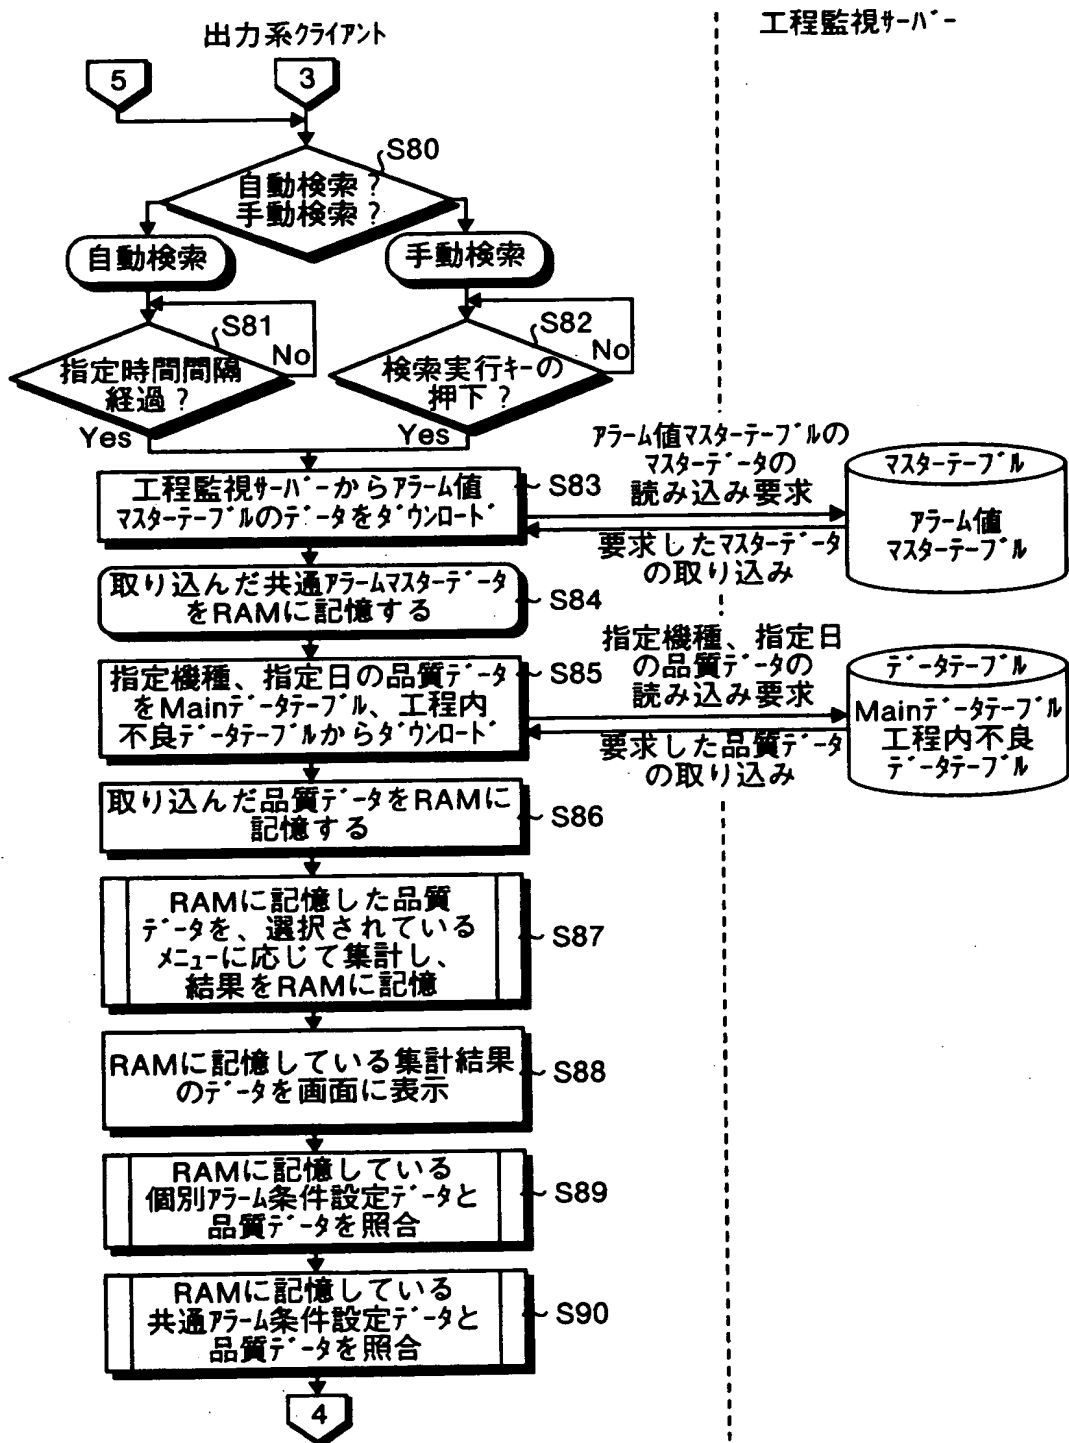 出力系クライアント
工程監視サーバー
5
3
S80
自動検索?
手動検索?
自動検索
手動検索
S81
No
指定時間間隔
経過?
Yes
S82
No
検索実行キーの
押下?
Yes
アラーム値マスターテーブルの
マスターデータの
読み込み要求
マスターテーブル
アラーム値
マスターテーブル
工程監視サーバーからアラーム値
マスターテーブルのデータをダウンロード
S83
要求したマスターデータ
の取り込み
取り込んだ共通アラームマスターデータ
をRAMに記憶する
S84
指定機種、指定日
の品質データの
読み込み要求
データテーブル
Mainデータテーブル
工程内不良
データテーブル
指定機種、指定日の品質データ
をMainデータテーブル、工程内
不良データテーブルからダウンロード
S85
要求した品質データ
の取り込み
取り込んだ品質データをRAMに
記憶する
S86
RAMに記憶した品質
データを、選択されている
メニューに応じて集計し、
結果をRAMに記憶
S87
RAMに記憶している集計結果
のデータを画面に表示
S88
RAMに記憶している
個別アラーム条件設定データと
品質データを照合
S89
RAMに記憶している
共通アラーム条件設定データと
品質データを照合
S90
4